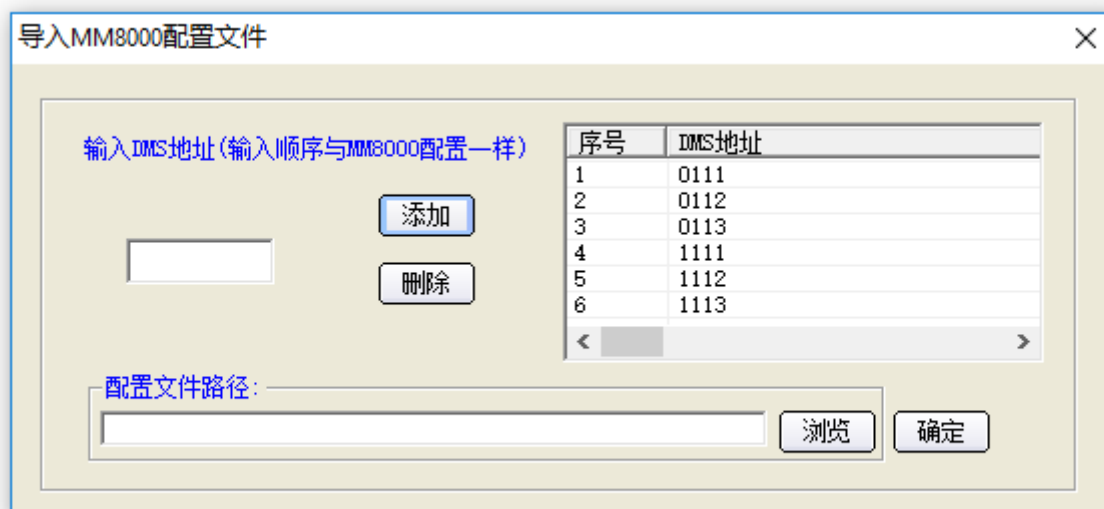 导入MM8000配置文件
输入DMS地址(输入顺序与MM8000配置一样)
添加
删除
序号 DMS地址
1 0111
2 0112
3 0113
4 1111
5 1112
6 1113
配置文件路径:
浏览
确定